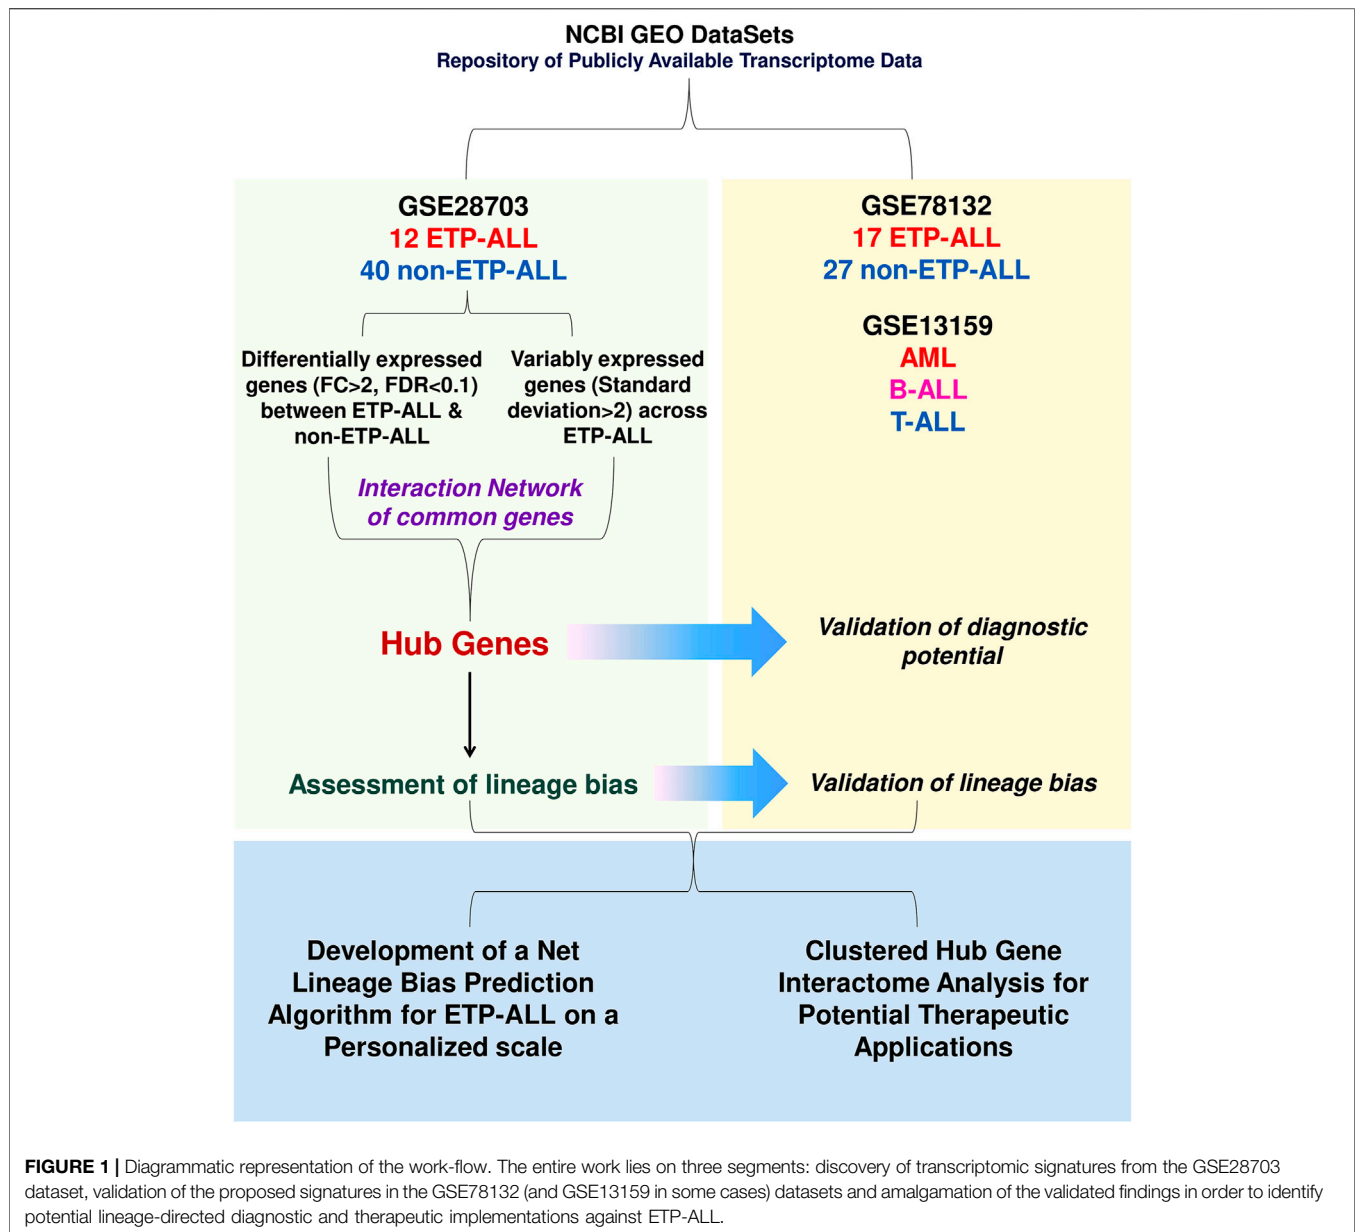 NCBI GEO DataSets
Repository of Publicly Available Transcriptome Data
GSE28703
12 ETP-ALL
40 non-ETP-ALL
Differentially expressed
genes (FC>2, FDR<0.1)
between ETP-ALL &
non-ETP-ALL
Variably expressed
genes (Standard
deviation>2) across
ETP-ALL
Interaction Network
of common genes
Hub Genes
Assessment of lineage bias
GSE78132
17 ETP-ALL
27 non-ETP-ALL
GSE13159
AML
B-ALL
T-ALL
Validation of diagnostic
potential
Validation of lineage bias
Development of a Net
Lineage Bias Prediction
Algorithm for ETP-ALL on a
Personalized scale
Clustered Hub Gene
Interactome Analysis for
Potential Therapeutic
Applications
FIGURE 1 | Diagrammatic representation of the work-flow. The entire work lies on three segments: discovery of transcriptomic signatures from the GSE28703
dataset, validation of the proposed signatures in the GSE78132 (and GSE13159 in some cases) datasets and amalgamation of the validated findings in order to identify
potential lineage-directed diagnostic and therapeutic implementations against ETP-ALL.